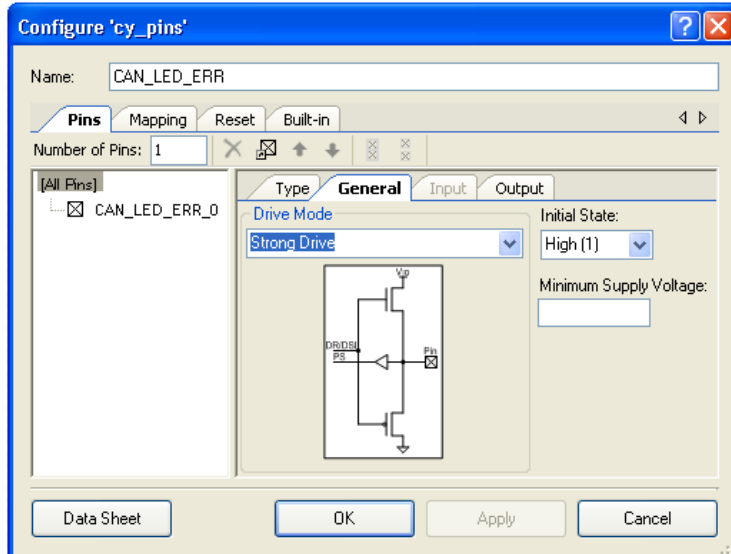 Configure 'cy_pins'
Name: CAN_LED_ERR
Pins Mapping Reset Built-in
Number of Pins: 1
[All Pins]
CAN_LED_ERR_0
Type General Input Output
Drive Mode
Strong Drive
Initial State:
High (1)
Minimum Supply Voltage:
Vio
DR/DSI
PS
Pin
Data Sheet OK Apply Cancel